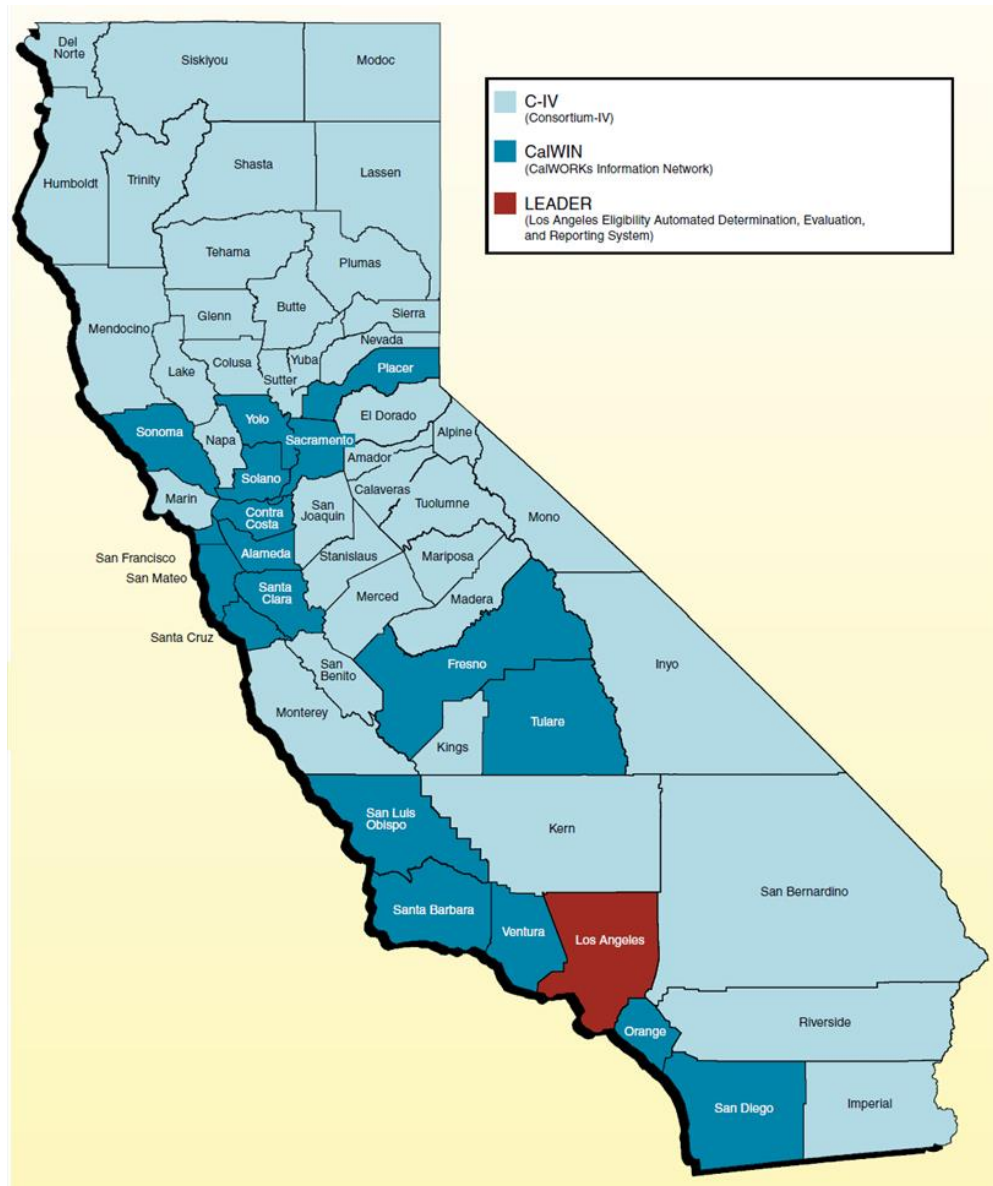 Del
Norte
Siskiyou
Modoc
C-IV
(Consortium-IV)
CalWIN
(CalWORKs Information Network)
LEADER
(Los Angeles Eligibility Automated Determination, Evaluation,
and Reporting System)
Humboldt
Trinity
Shasta
Lassen
Tehama
Plumas
Mendocino
Glenn
Butte
Sierra
Lake
Colusa
Sutter
Yuba
Nevada
Placer
Sonoma
Napa
Yolo
Sacramento
El Dorado
Alpine
Amador
Solano
Marin
Contra
Costa
San
Joaquin
Calaveras
Tuolumne
Mono
San Francisco
Alameda
Stanislaus
Mariposa
San Mateo
Santa
Clara
Merced
Madera
Santa Cruz
San
Benito
Fresno
Inyo
Monterey
Kings
Tulare
San Luis
Obispo
Kern
San Bernardino
Santa Barbara
Ventura
Los Angeles
Orange
Riverside
San Diego
Imperial